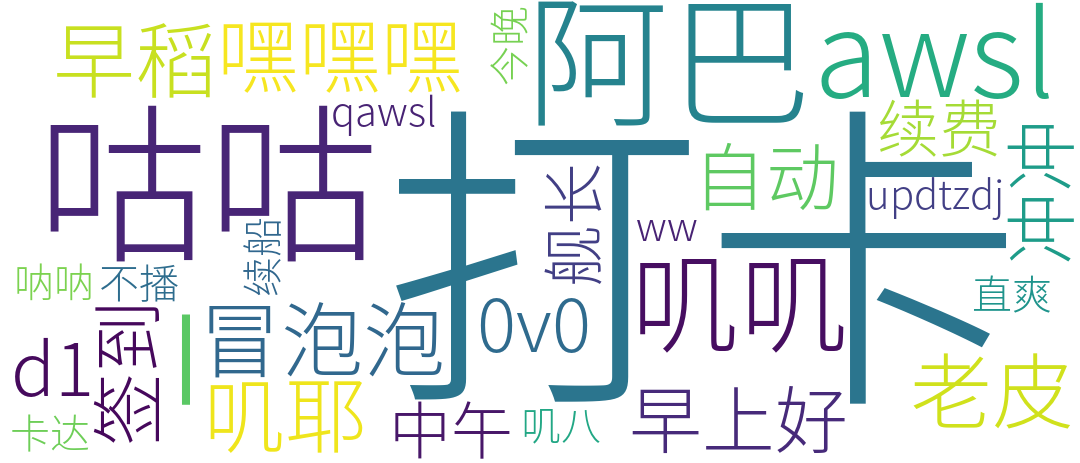 早稻
嘿嘿嘿
今晚
阿巴
awsl
咕咕
qawsl
打卡
自动
续费
兵兵
舰长
ww
updtzdj
续船
呐呐
不播
叽叽
直爽
d1
签到
冒泡泡
0v0
叽耶
老皮
卡达
中午
叽八
早上好